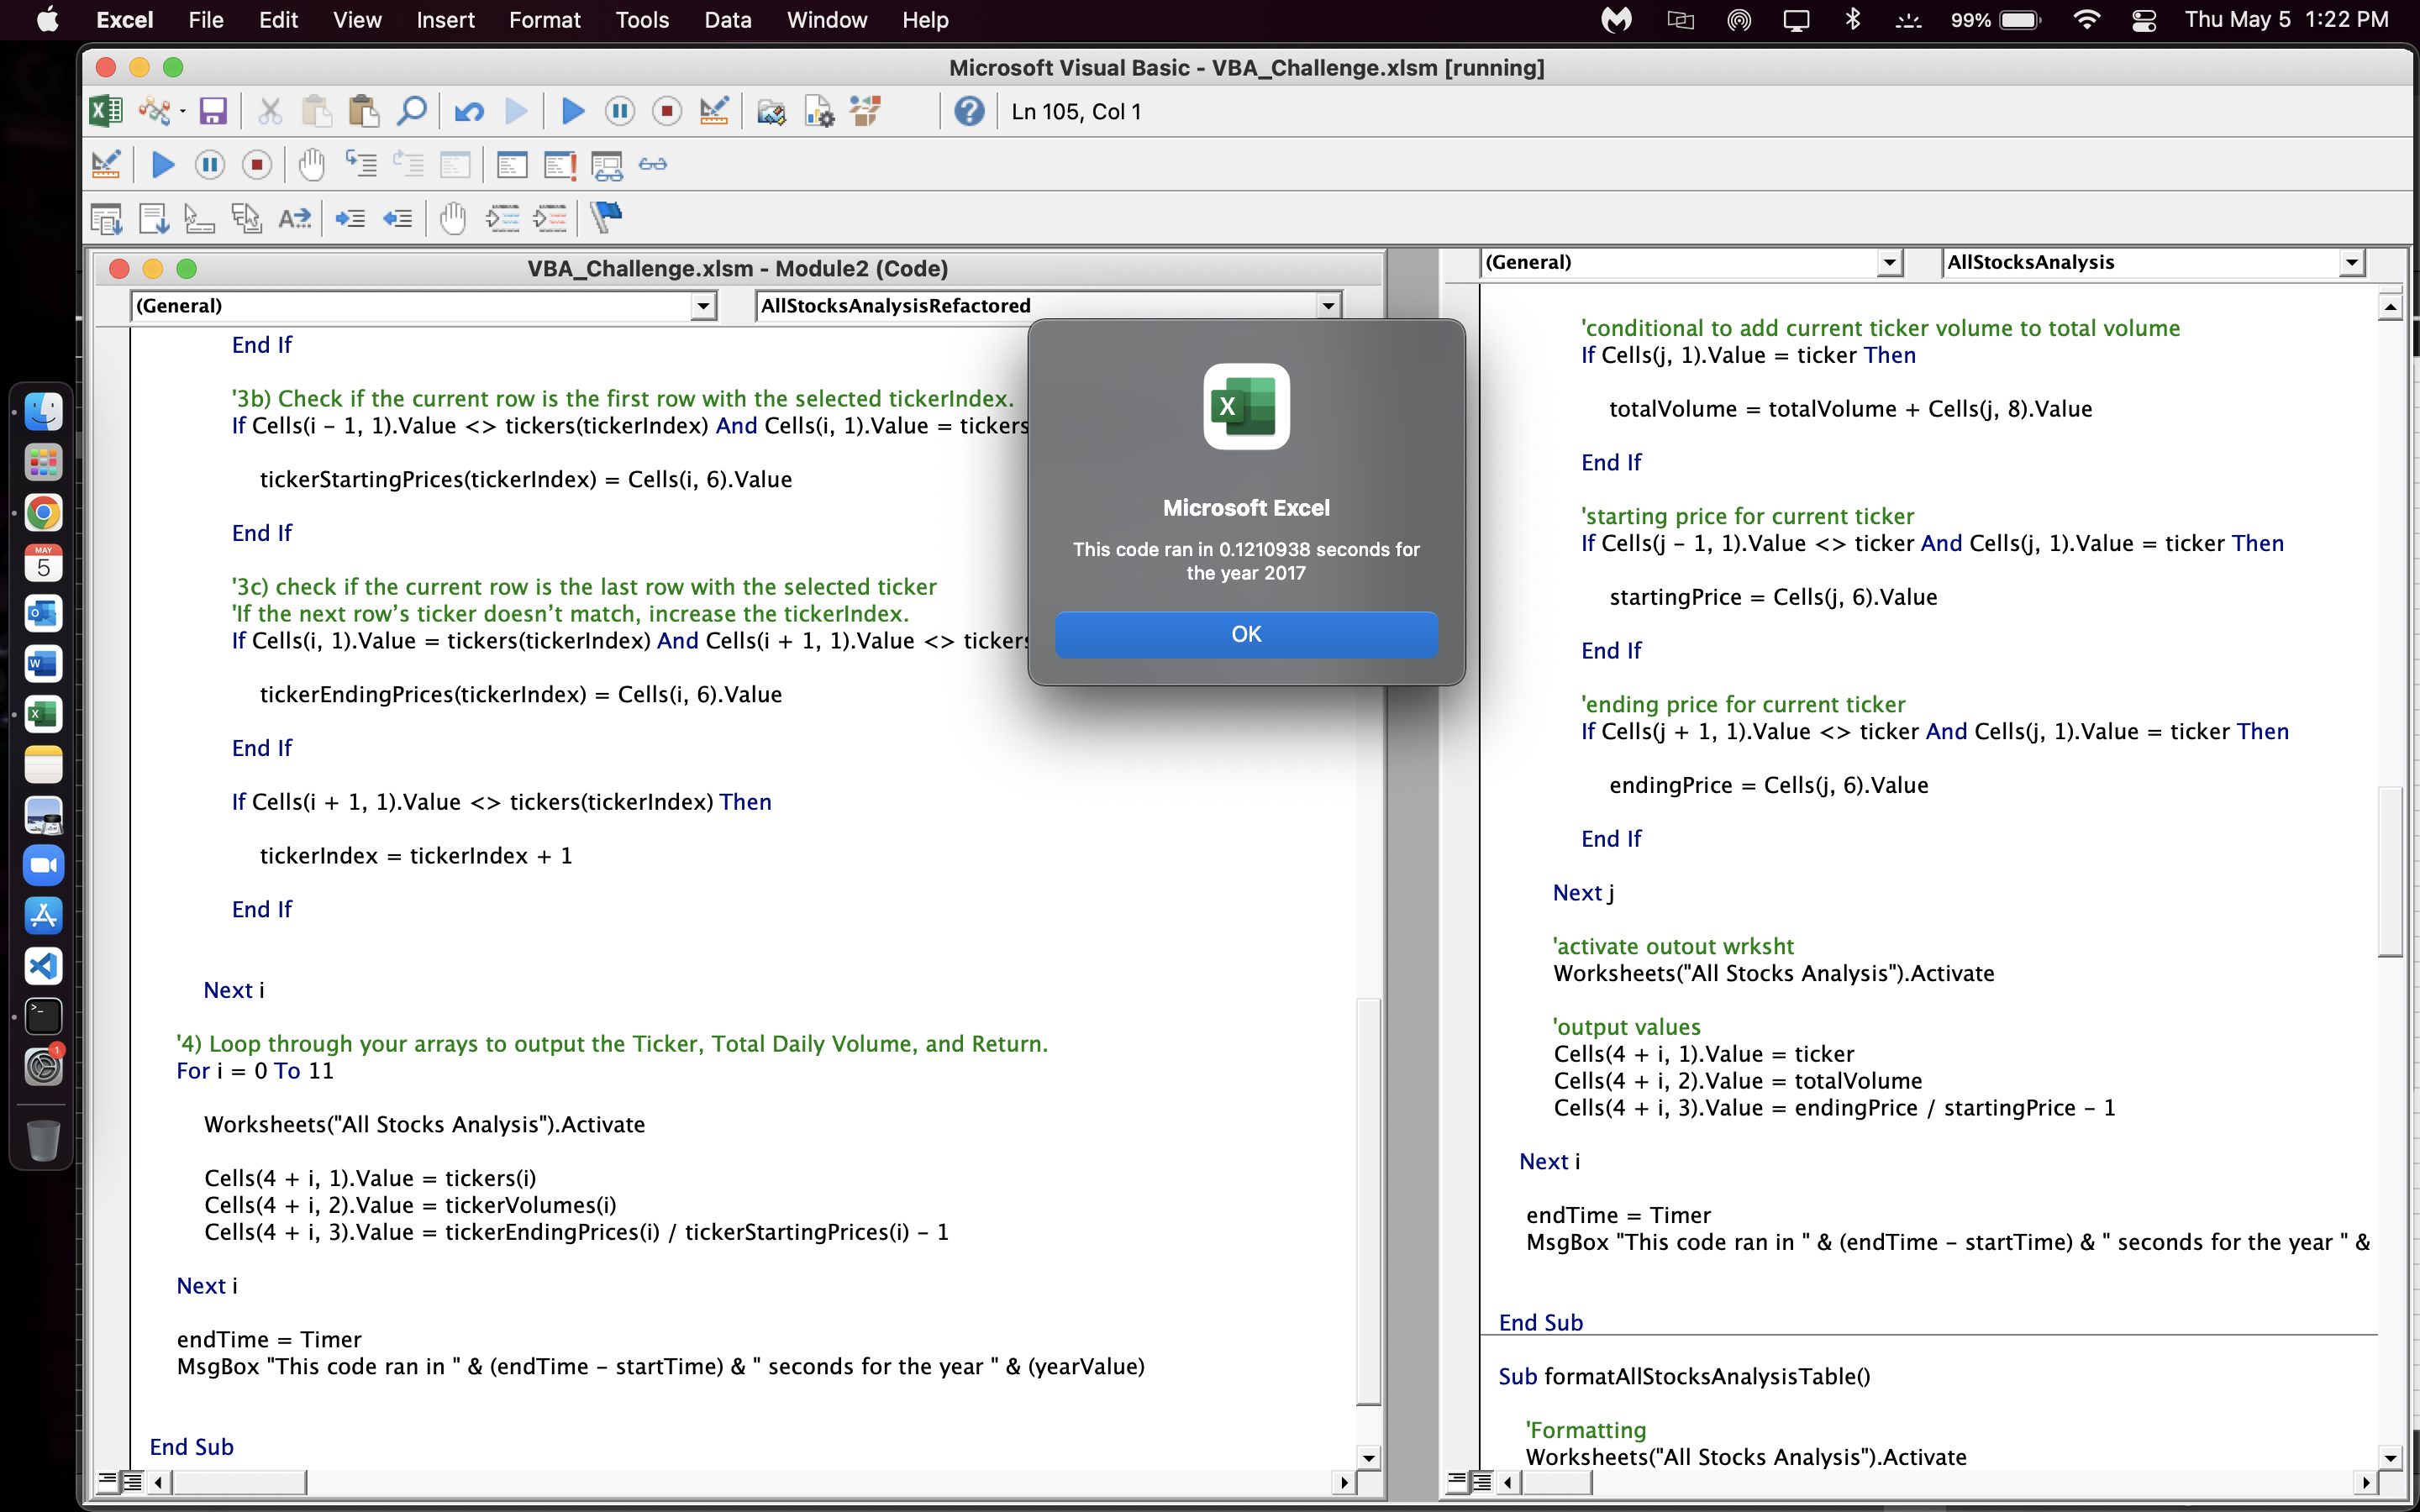 Excel File Edit View Insert Format Tools Data Window Help 99% Thu May 5 1:22 PM
Microsoft Visual Basic - VBA_Challenge.xlsm [running]
Ln 105, Col 1
VBA_Challenge.xlsm - Module2 (Code)
(General) AllStocksAnalysisRefactored
End If
'3b) Check if the current row is the first row with the selected tickerIndex.
If Cells(i - 1, 1).Value <> tickers(tickerIndex) And Cells(i, 1).Value = tickers
tickerStartingPrices(tickerIndex) = Cells(i, 6).Value
End If
'3c) check if the current row is the last row with the selected ticker
'If the next row's ticker doesn't match, increase the tickerIndex.
If Cells(i, 1).Value = tickers(tickerIndex) And Cells(i + 1, 1).Value <> tickers
tickerEndingPrices(tickerIndex) = Cells(i, 6).Value
End If
If Cells(i + 1, 1).Value <> tickers(tickerIndex) Then
tickerIndex = tickerIndex + 1
End If
Next i
'4) Loop through your arrays to output the Ticker, Total Daily Volume, and Return.
For i = 0 To 11
Worksheets("All Stocks Analysis").Activate
Cells(4 + i, 1).Value = tickers(i)
Cells(4 + i, 2).Value = tickerVolumes(i)
Cells(4 + i, 3).Value = tickerEndingPrices(i) / tickerStartingPrices(i) - 1
Next i
endTime = Timer
MsgBox "This code ran in " & (endTime - startTime) & " seconds for the year " & (yearValue)
End Sub
Microsoft Excel
This code ran in 0.1210938 seconds for
the year 2017
OK
(General) AllStocksAnalysis
'conditional to add current ticker volume to total volume
If Cells(j, 1).Value = ticker Then
totalVolume = totalVolume + Cells(j, 8).Value
End If
'starting price for current ticker
If Cells(j - 1, 1).Value <> ticker And Cells(j, 1).Value = ticker Then
startingPrice = Cells(j, 6).Value
End If
'ending price for current ticker
If Cells(j + 1, 1).Value <> ticker And Cells(j, 1).Value = ticker Then
endingPrice = Cells(j, 6).Value
End If
Next j
'activate outout wrksht
Worksheets("All Stocks Analysis").Activate
'output values
Cells(4 + i, 1).Value = ticker
Cells(4 + i, 2).Value = totalVolume
Cells(4 + i, 3).Value = endingPrice / startingPrice - 1
Next i
endTime = Timer
MsgBox "This code ran in " & (endTime - startTime) & " seconds for the year " &
End Sub
Sub formatAllStocksAnalysisTable()
'Formatting
Worksheets("All Stocks Analysis").Activate
MAY
5
1